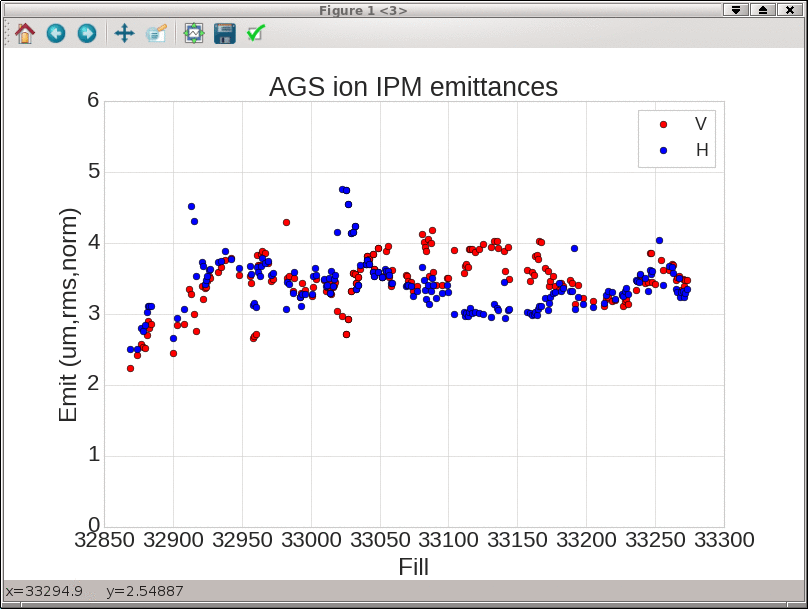 Figure 1 <3>
AGS ion IPM emittances
V
H
6
5
4
3
2
1
0
Emit (um,rms,norm)
32850 32900 32950 33000 33050 33100 33150 33200 33250 33300
Fill
x=33294.9 y=2.54887